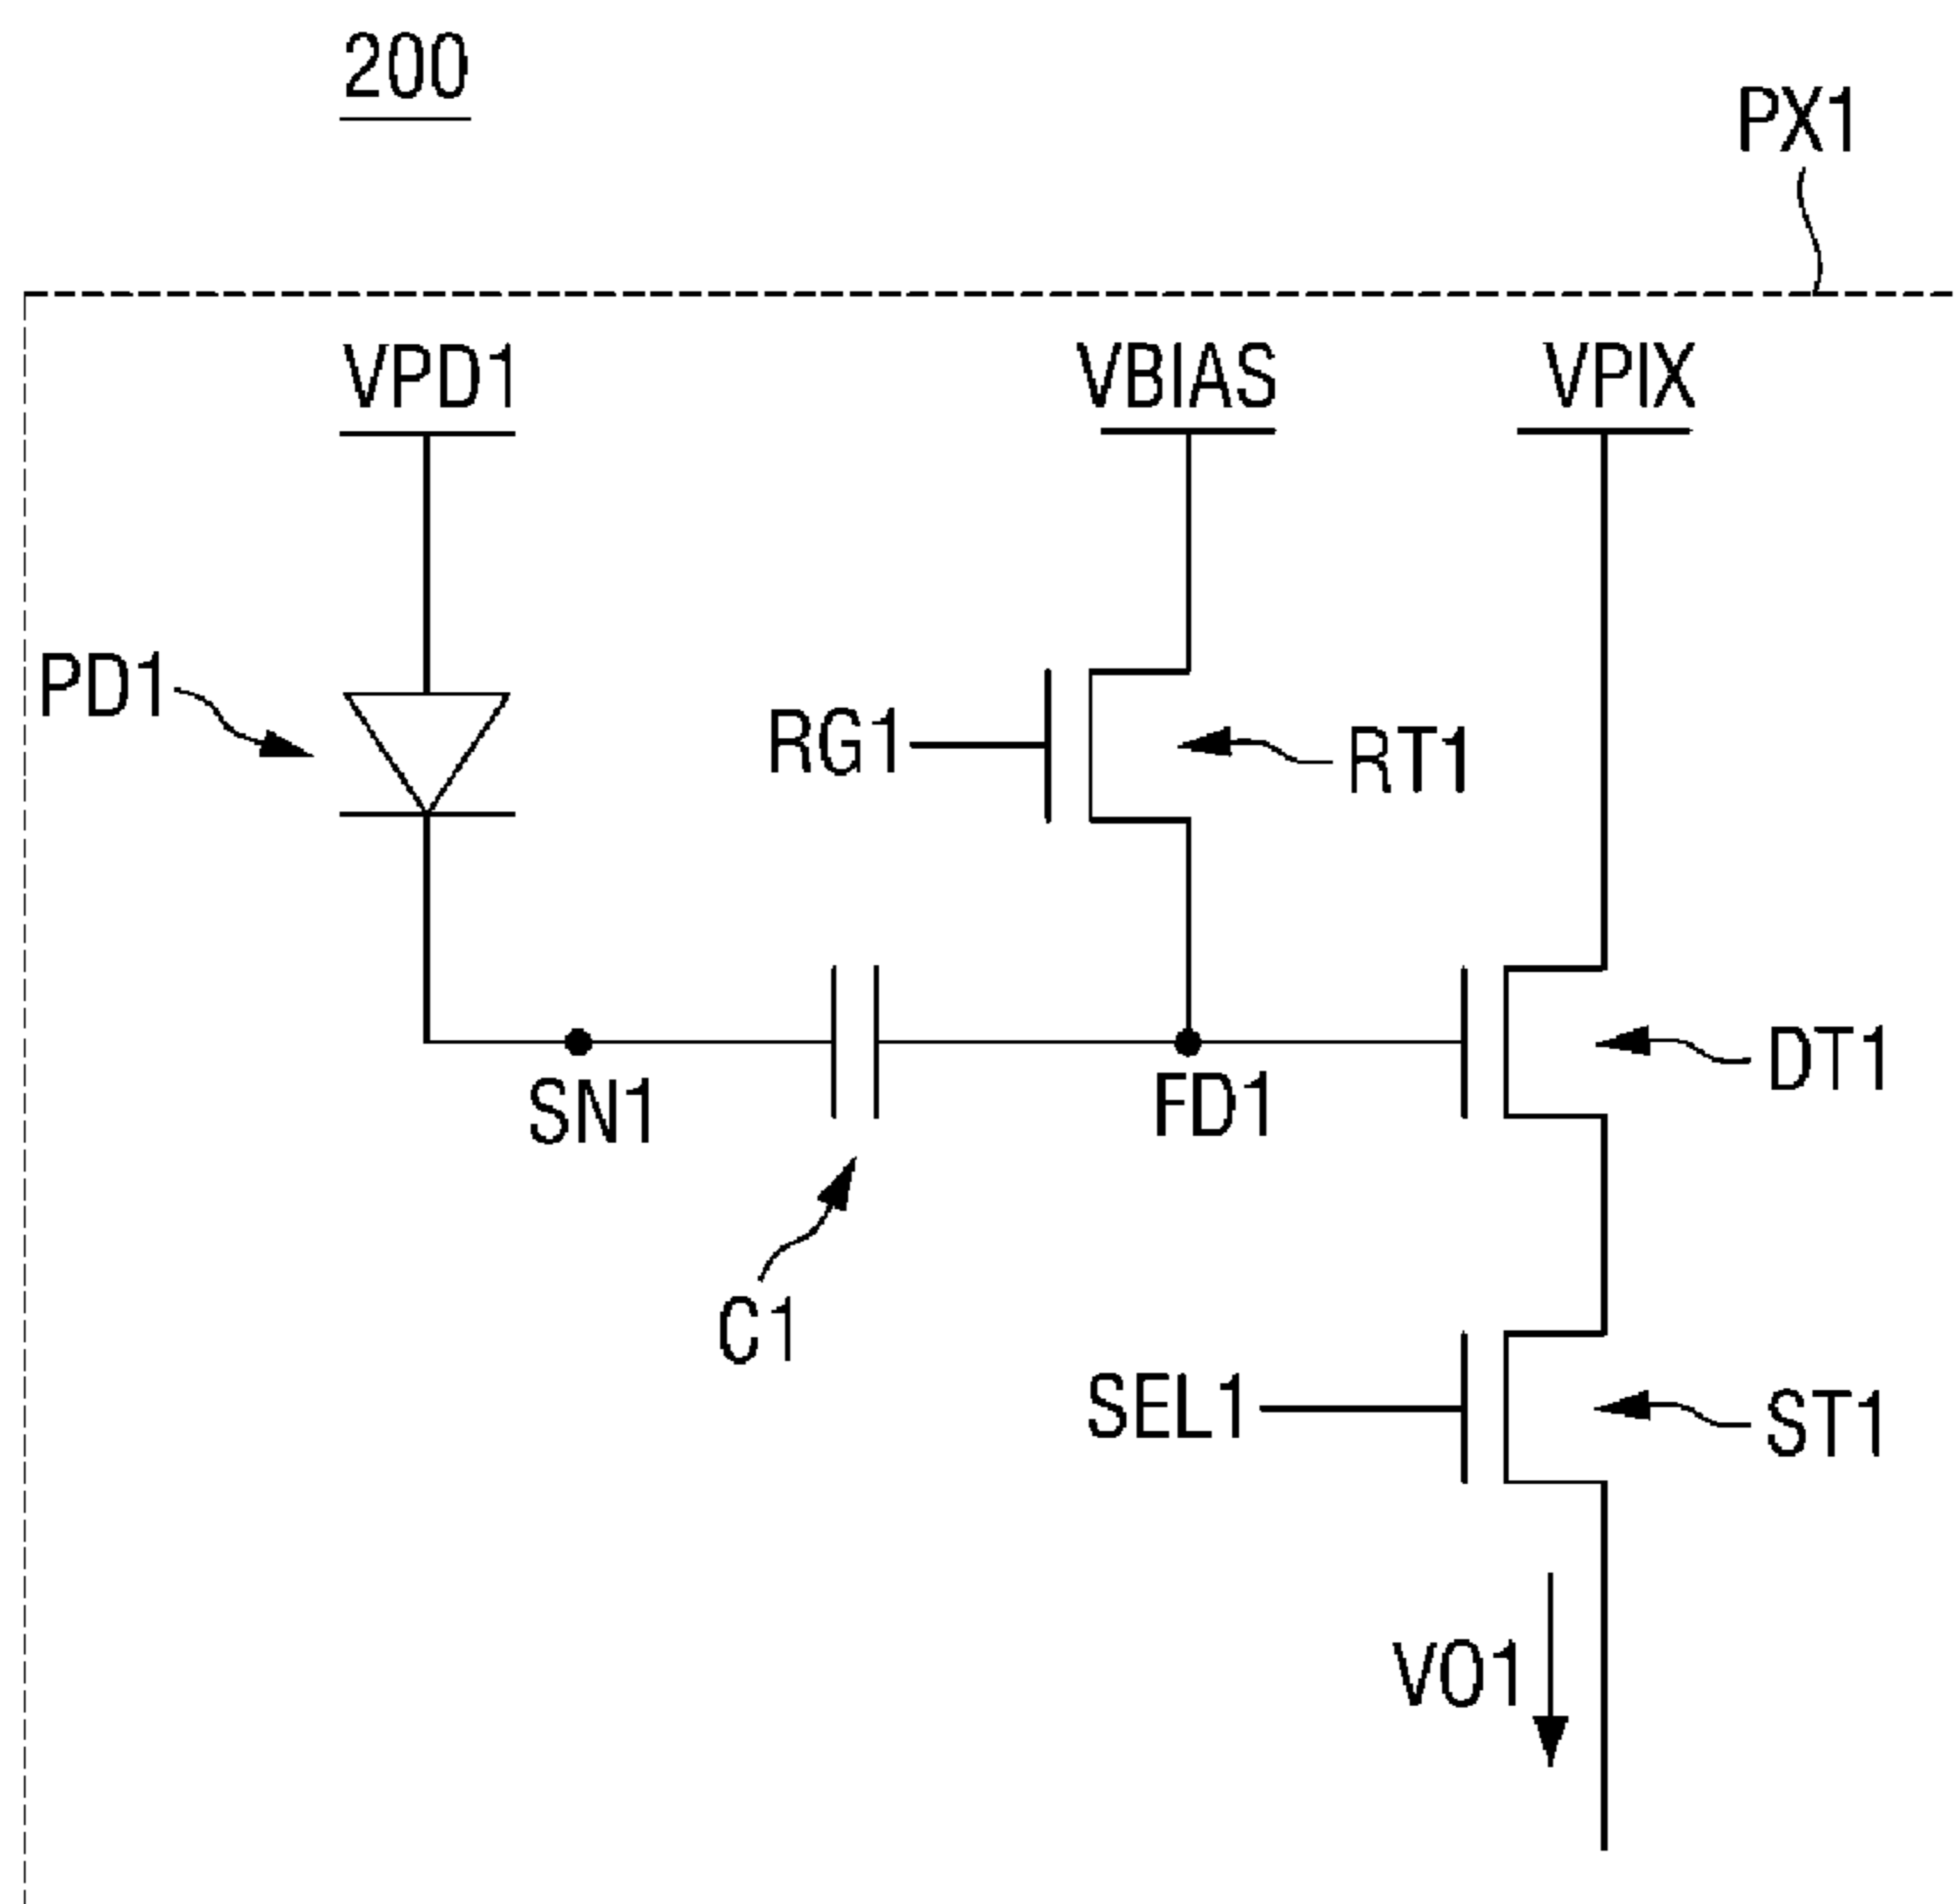 200
PX1
VPD1
VBIAS
VPIX
PD1
RG1
RT1
SN1
FD1
DT1
C1
SEL1
ST1
VO1